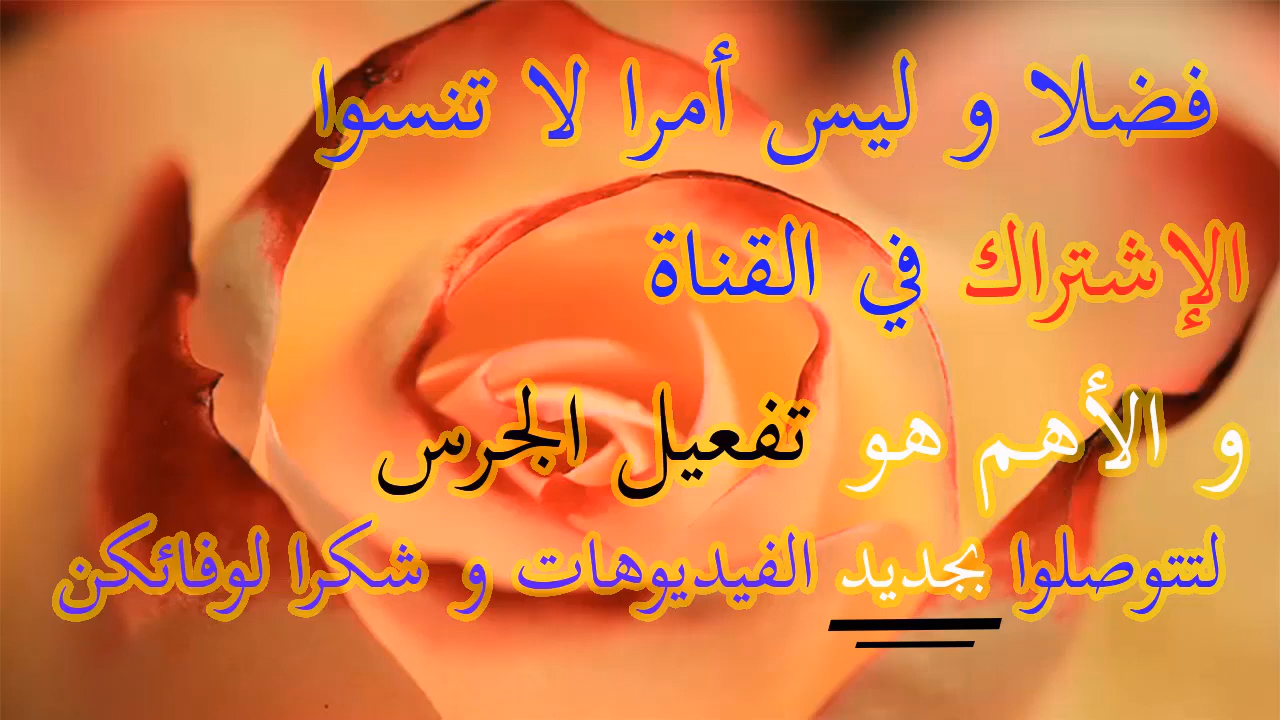 فضلا و ليس أمرا لا تنسوا
الإشتراك في القناة
و الأهم هو تفعيل الجرس
لتتوصلوا بجديد الفيديوهات و شكرا لوفائكن